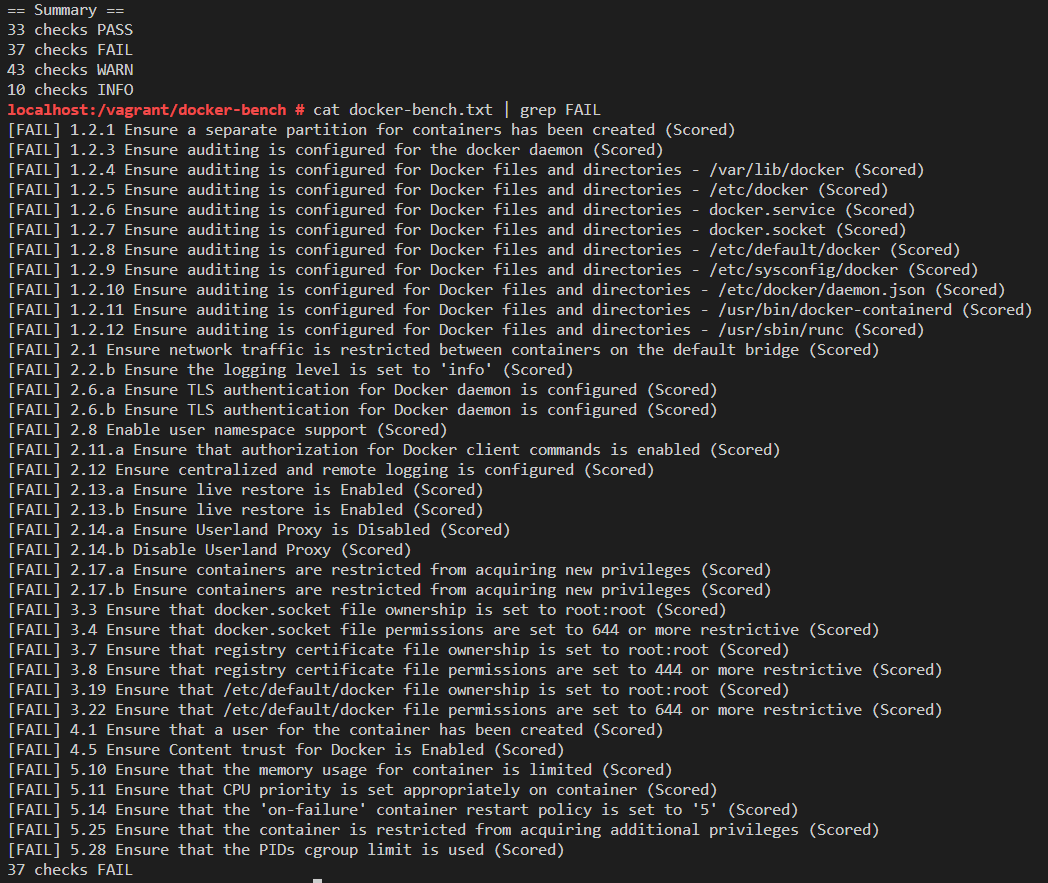 == Summary ==
33 checks PASS
37 checks FAIL
43 checks WARN
10 checks INFO
localhost:/vagrant/docker-bench # cat docker-bench.txt | grep FAIL
[FAIL] 1.2.1 Ensure a separate partition for containers has been created (Scored)
[FAIL] 1.2.3 Ensure auditing is configured for the docker daemon (Scored)
[FAIL] 1.2.4 Ensure auditing is configured for Docker files and directories - /var/lib/docker (Scored)
[FAIL] 1.2.5 Ensure auditing is configured for Docker files and directories - /etc/docker (Scored)
[FAIL] 1.2.6 Ensure auditing is configured for Docker files and directories - docker.service (Scored)
[FAIL] 1.2.7 Ensure auditing is configured for Docker files and directories - docker.socket (Scored)
[FAIL] 1.2.8 Ensure auditing is configured for Docker files and directories - /etc/default/docker (Scored)
[FAIL] 1.2.9 Ensure auditing is configured for Docker files and directories - /etc/sysconfig/docker (Scored)
[FAIL] 1.2.10 Ensure auditing is configured for Docker files and directories - /etc/docker/daemon.json (Scored)
[FAIL] 1.2.11 Ensure auditing is configured for Docker files and directories - /usr/bin/docker-containerd (Scored)
[FAIL] 1.2.12 Ensure auditing is configured for Docker files and directories - /usr/sbin/runc (Scored)
[FAIL] 2.1 Ensure network traffic is restricted between containers on the default bridge (Scored)
[FAIL] 2.2.b Ensure the logging level is set to 'info' (Scored)
[FAIL] 2.6.a Ensure TLS authentication for Docker daemon is configured (Scored)
[FAIL] 2.6.b Ensure TLS authentication for Docker daemon is configured (Scored)
[FAIL] 2.8 Enable user namespace support (Scored)
[FAIL] 2.11.a Ensure that authorization for Docker client commands is enabled (Scored)
[FAIL] 2.12 Ensure centralized and remote logging is configured (Scored)
[FAIL] 2.13.a Ensure live restore is Enabled (Scored)
[FAIL] 2.13.b Ensure live restore is Enabled (Scored)
[FAIL] 2.14.a Ensure Userland Proxy is Disabled (Scored)
[FAIL] 2.14.b Disable Userland Proxy (Scored)
[FAIL] 2.17.a Ensure containers are restricted from acquiring new privileges (Scored)
[FAIL] 2.17.b Ensure containers are restricted from acquiring new privileges (Scored)
[FAIL] 3.3 Ensure that docker.socket file ownership is set to root:root (Scored)
[FAIL] 3.4 Ensure that docker.socket file permissions are set to 644 or more restrictive (Scored)
[FAIL] 3.7 Ensure that registry certificate file ownership is set to root:root (Scored)
[FAIL] 3.8 Ensure that registry certificate file permissions are set to 444 or more restrictive (Scored)
[FAIL] 3.19 Ensure that /etc/default/docker file ownership is set to root:root (Scored)
[FAIL] 3.22 Ensure that /etc/default/docker file permissions are set to 644 or more restrictive (Scored)
[FAIL] 4.1 Ensure that a user for the container has been created (Scored)
[FAIL] 4.5 Ensure Content trust for Docker is Enabled (Scored)
[FAIL] 5.10 Ensure that the memory usage for container is limited (Scored)
[FAIL] 5.11 Ensure that CPU priority is set appropriately on container (Scored)
[FAIL] 5.14 Ensure that the 'on-failure' container restart policy is set to '5' (Scored)
[FAIL] 5.25 Ensure that the container is restricted from acquiring additional privileges (Scored)
[FAIL] 5.28 Ensure that the PIDs cgroup limit is used (Scored)
37 checks FAIL